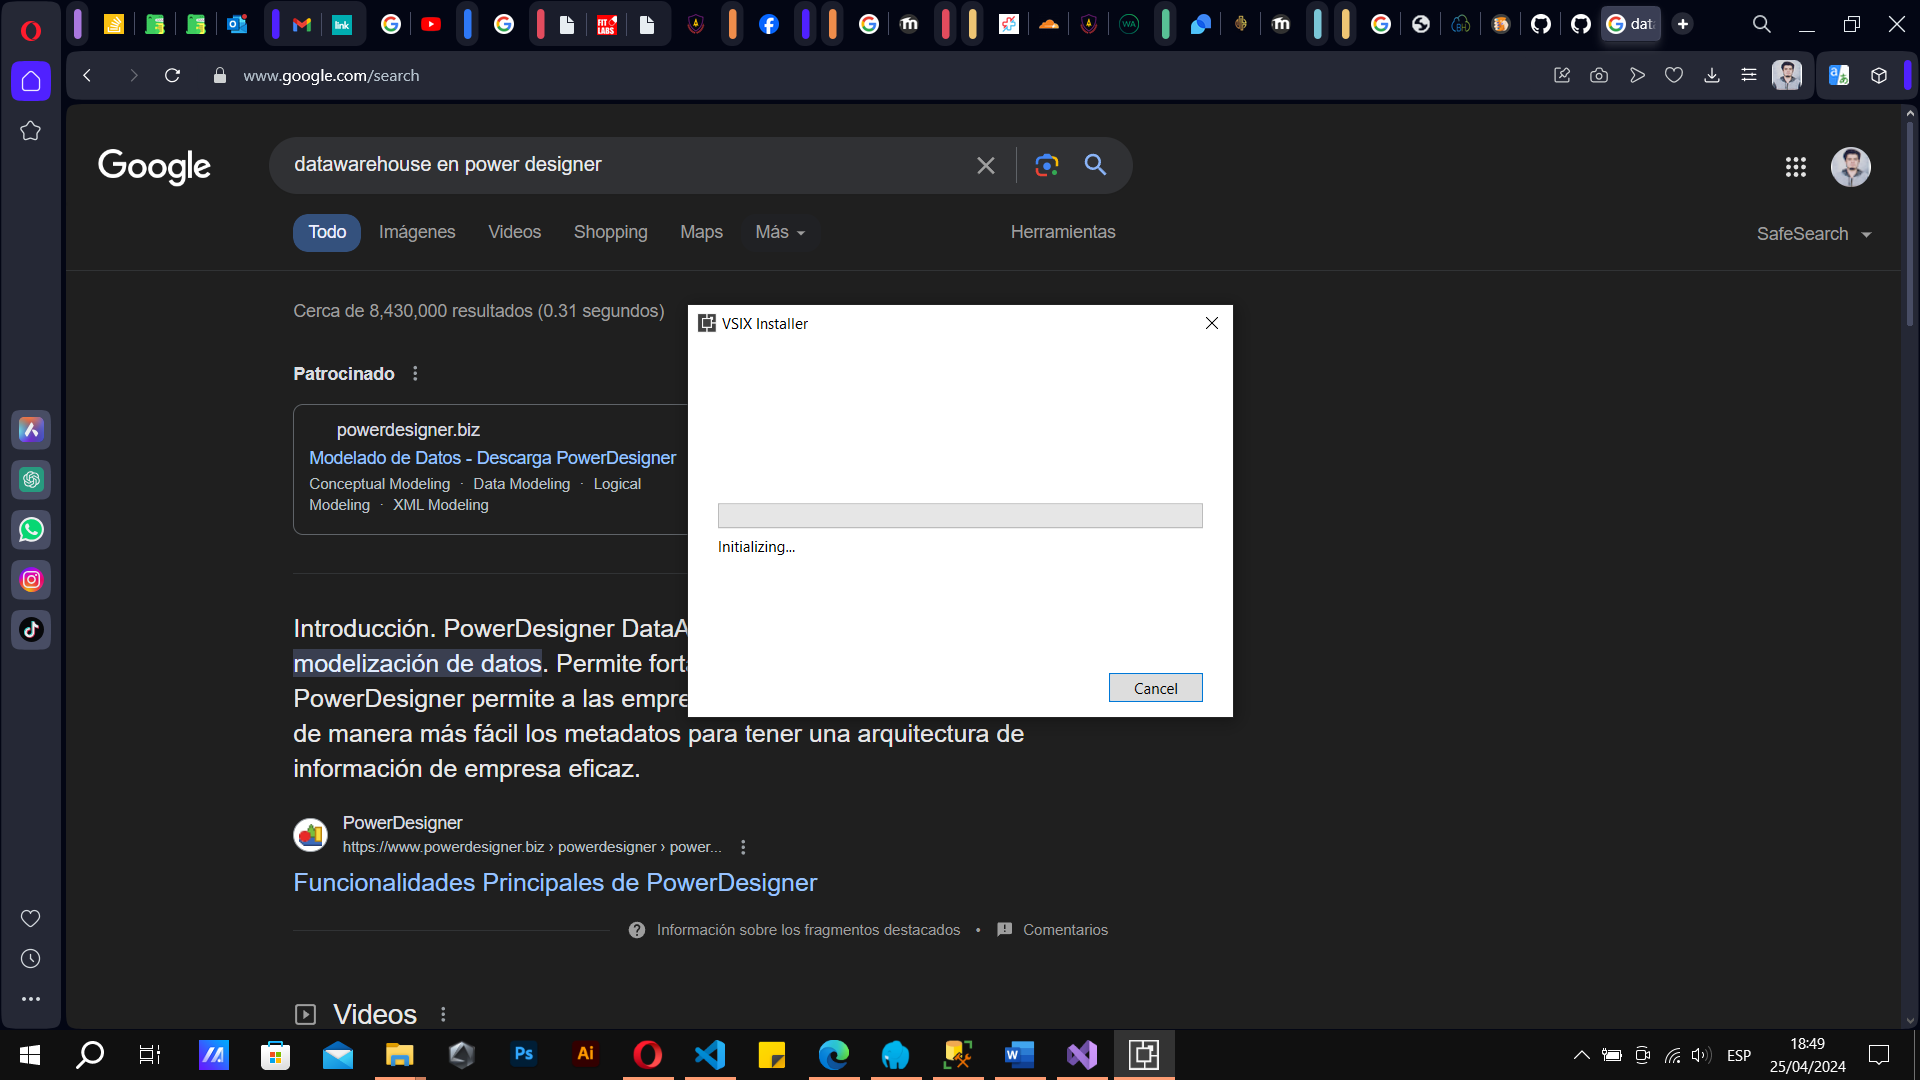 data
www.google.com/search
Google
datawarehouse en power designer
Todo
Imágenes
Videos
Shopping
Maps
Más
Herramientas
SafeSearch
Cerca de 8,430,000 resultados (0.31 segundos)
Patrocinado
powerdesigner.biz
Modelado de Datos - Descarga PowerDesigner
Conceptual Modeling · Data Modeling · Logical
Modeling · XML Modeling
VSIX Installer
Initializing...
Cancel
Introducción. PowerDesigner DataA
modelización de datos. Permite forta
PowerDesigner permite a las empre
de manera más fácil los metadatos para tener una arquitectura de
información de empresa eficaz.
PowerDesigner
https://www.powerdesigner.biz › powerdesigner › power...
Funcionalidades Principales de PowerDesigner
Información sobre los fragmentos destacados • Comentarios
Videos
Ps
Ai
ESP
18:49
25/04/2024